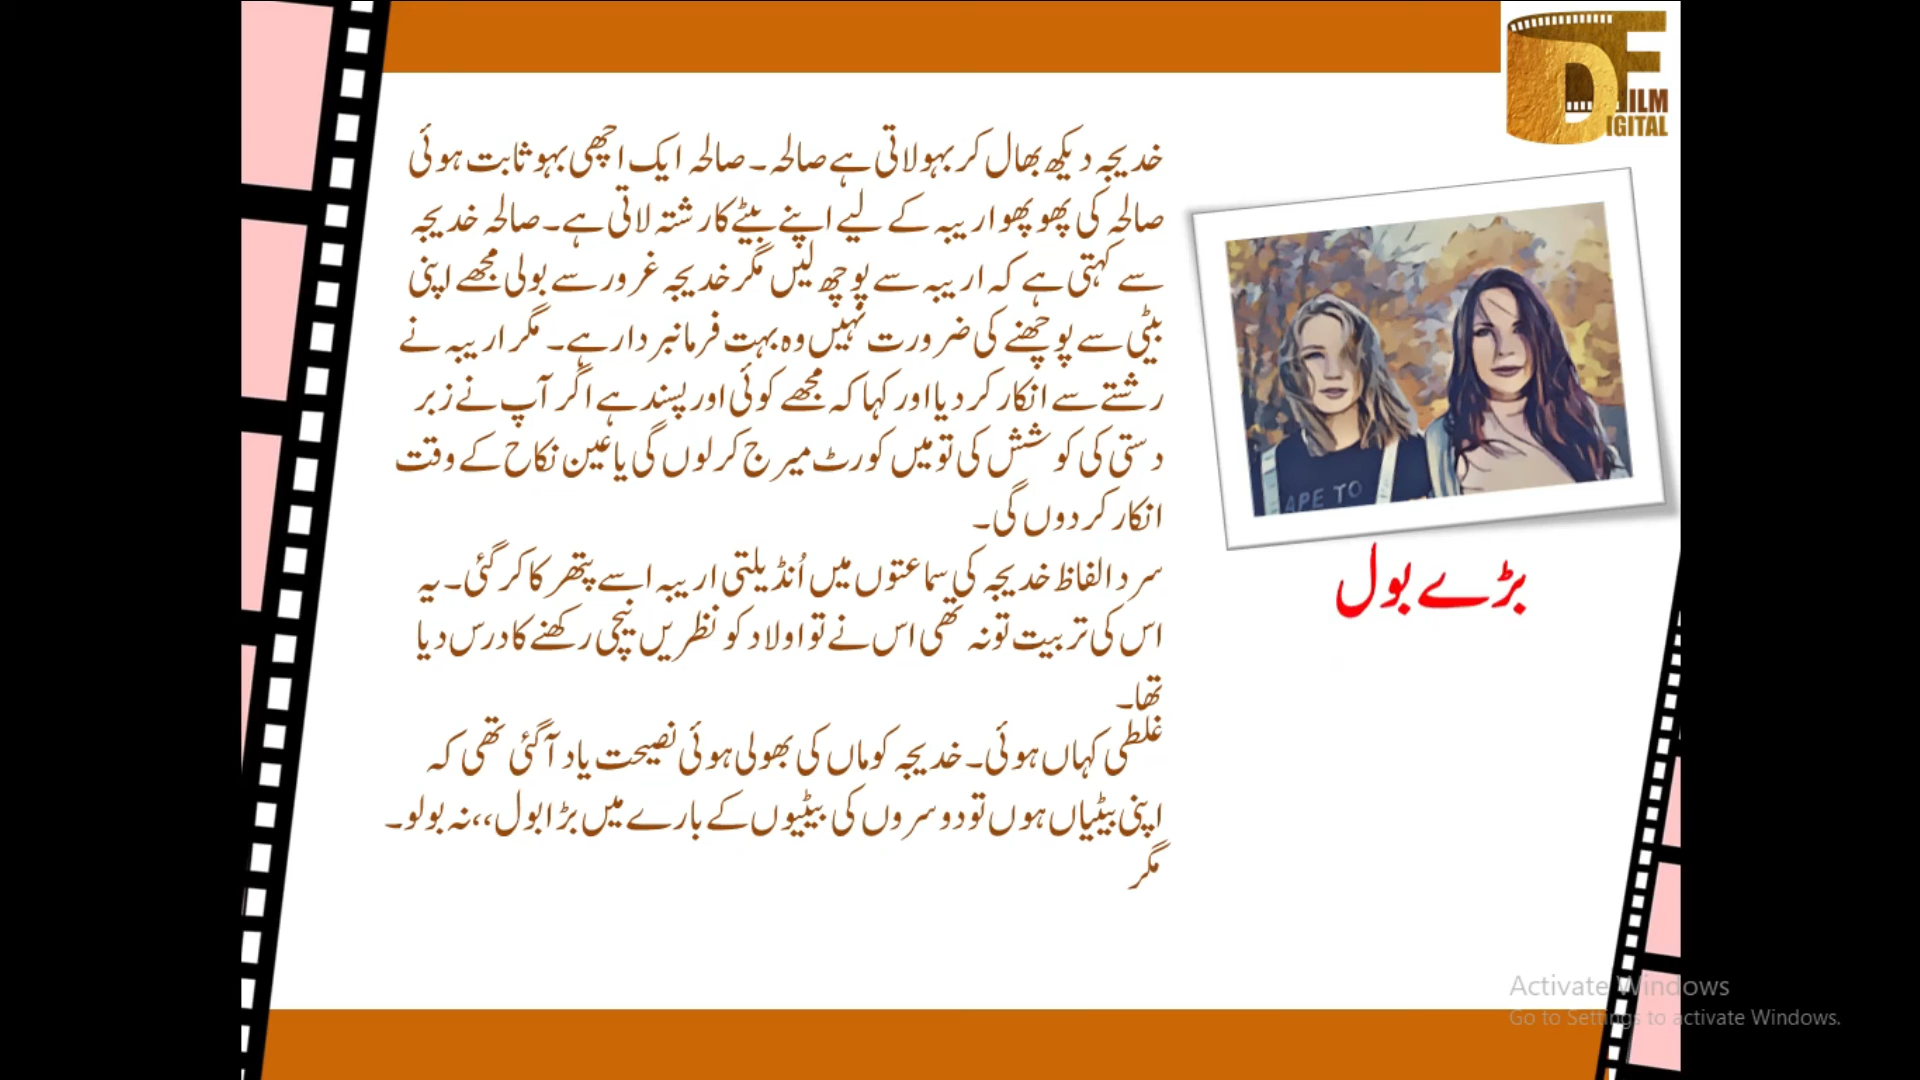 خدیجہ دیکھ بھال کر بہو لاتی ہے صالحہ ۔ صالحہ ایک اچھی بہو ثابت ہوئی
صالحہ کی پھوپھو اریبہ کے لیے اپنے بیٹے کا رشتہ لاتی ہے۔ صالحہ خدیجہ
سے کہتی ہے کہ اریبہ سے پوچھ لیں مگر خدیجہ غرور سے بولی مجھے اپنی
بیٹی سے پوچھنے کی ضرورت نہیں وہ بہت فرمانبردار ہے۔ مگر اریبہ نے
رشتے سے انکار کر دیا اور کہا کہ مجھے کوئی اور پسند ہے اگر آپ نے زبر
دستی کی کوشش کی تو میں کورٹ میرج کر لوں گی یا عین نکاح کے وقت
انکار کر دوں گی۔
سرد الفاظ خدیجہ کی سماعتوں میں اُنڈیلتی اریبہ اسے پتھر کا کر گئی۔ یہ
اس کی تربیت تو نہ تھی اس نے تو اولاد کو نظریں نیچی رکھنے کا درس دیا
تھا۔
غلطی کہاں ہوئی۔ خدیجہ کو ماں کی بھولی ہوئی نصیحت یاد آگئی تھی کہ
اپنی بیٹیاں ہوں تو دوسروں کی بیٹیوں کے بارے میں بڑا بول،، نہ بولو۔
مگر
DF
FILM
DIGITAL
APE TO
بڑے بول
Activate Windows
Go to Settings to activate Windows.